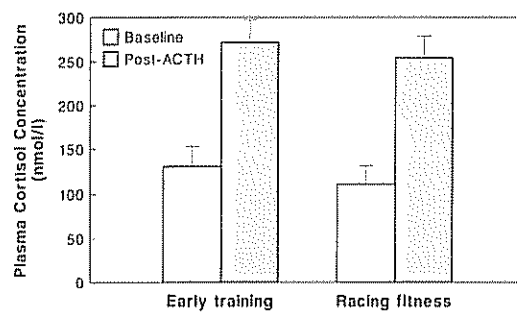 Plasma Cortisol Concentration
(nmol/l)
300
250
200
150
100
50
0
Baseline
Post-ACTH
Early training
Racing fitness